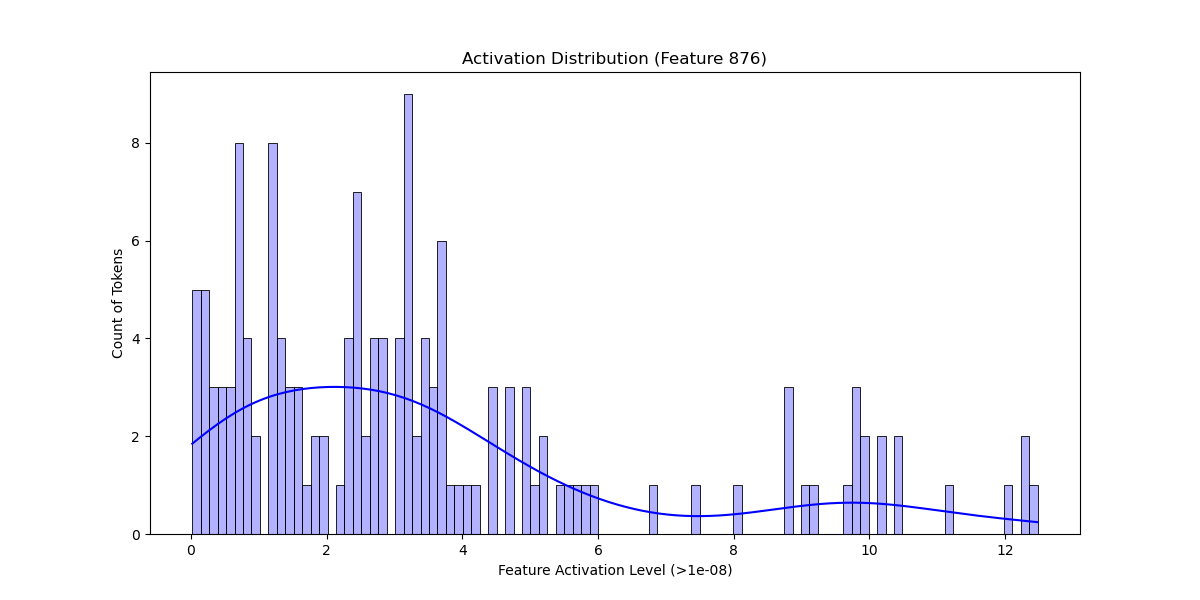 Activation Distribution (Feature 876)
Count of Tokens
8
6
4
2
0
0 2 4 6 8 10 12
Feature Activation Level (>1e-08)